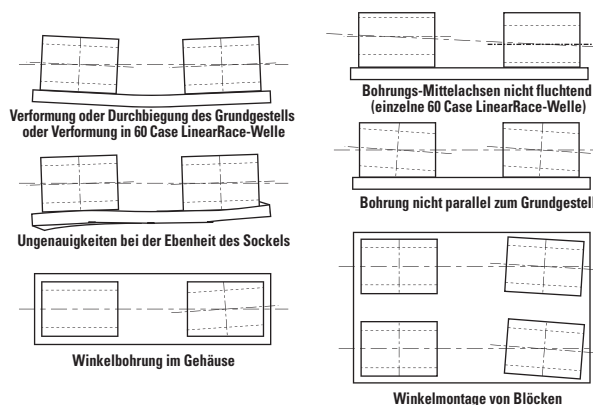 Verformung oder Durchbiegung des Grundgestells
oder Verformung in 60 Case LinearRace-Welle
Ungenauigkeiten bei der Ebenheit des Sockels
Winkelbohrung im Gehäuse
Bohrungs-Mittelachsen nicht fluchtend
(einzelne 60 Case LinearRace-Welle)
Bohrung nicht parallel zum Grundgestell
Winkelmontage von Blöcken